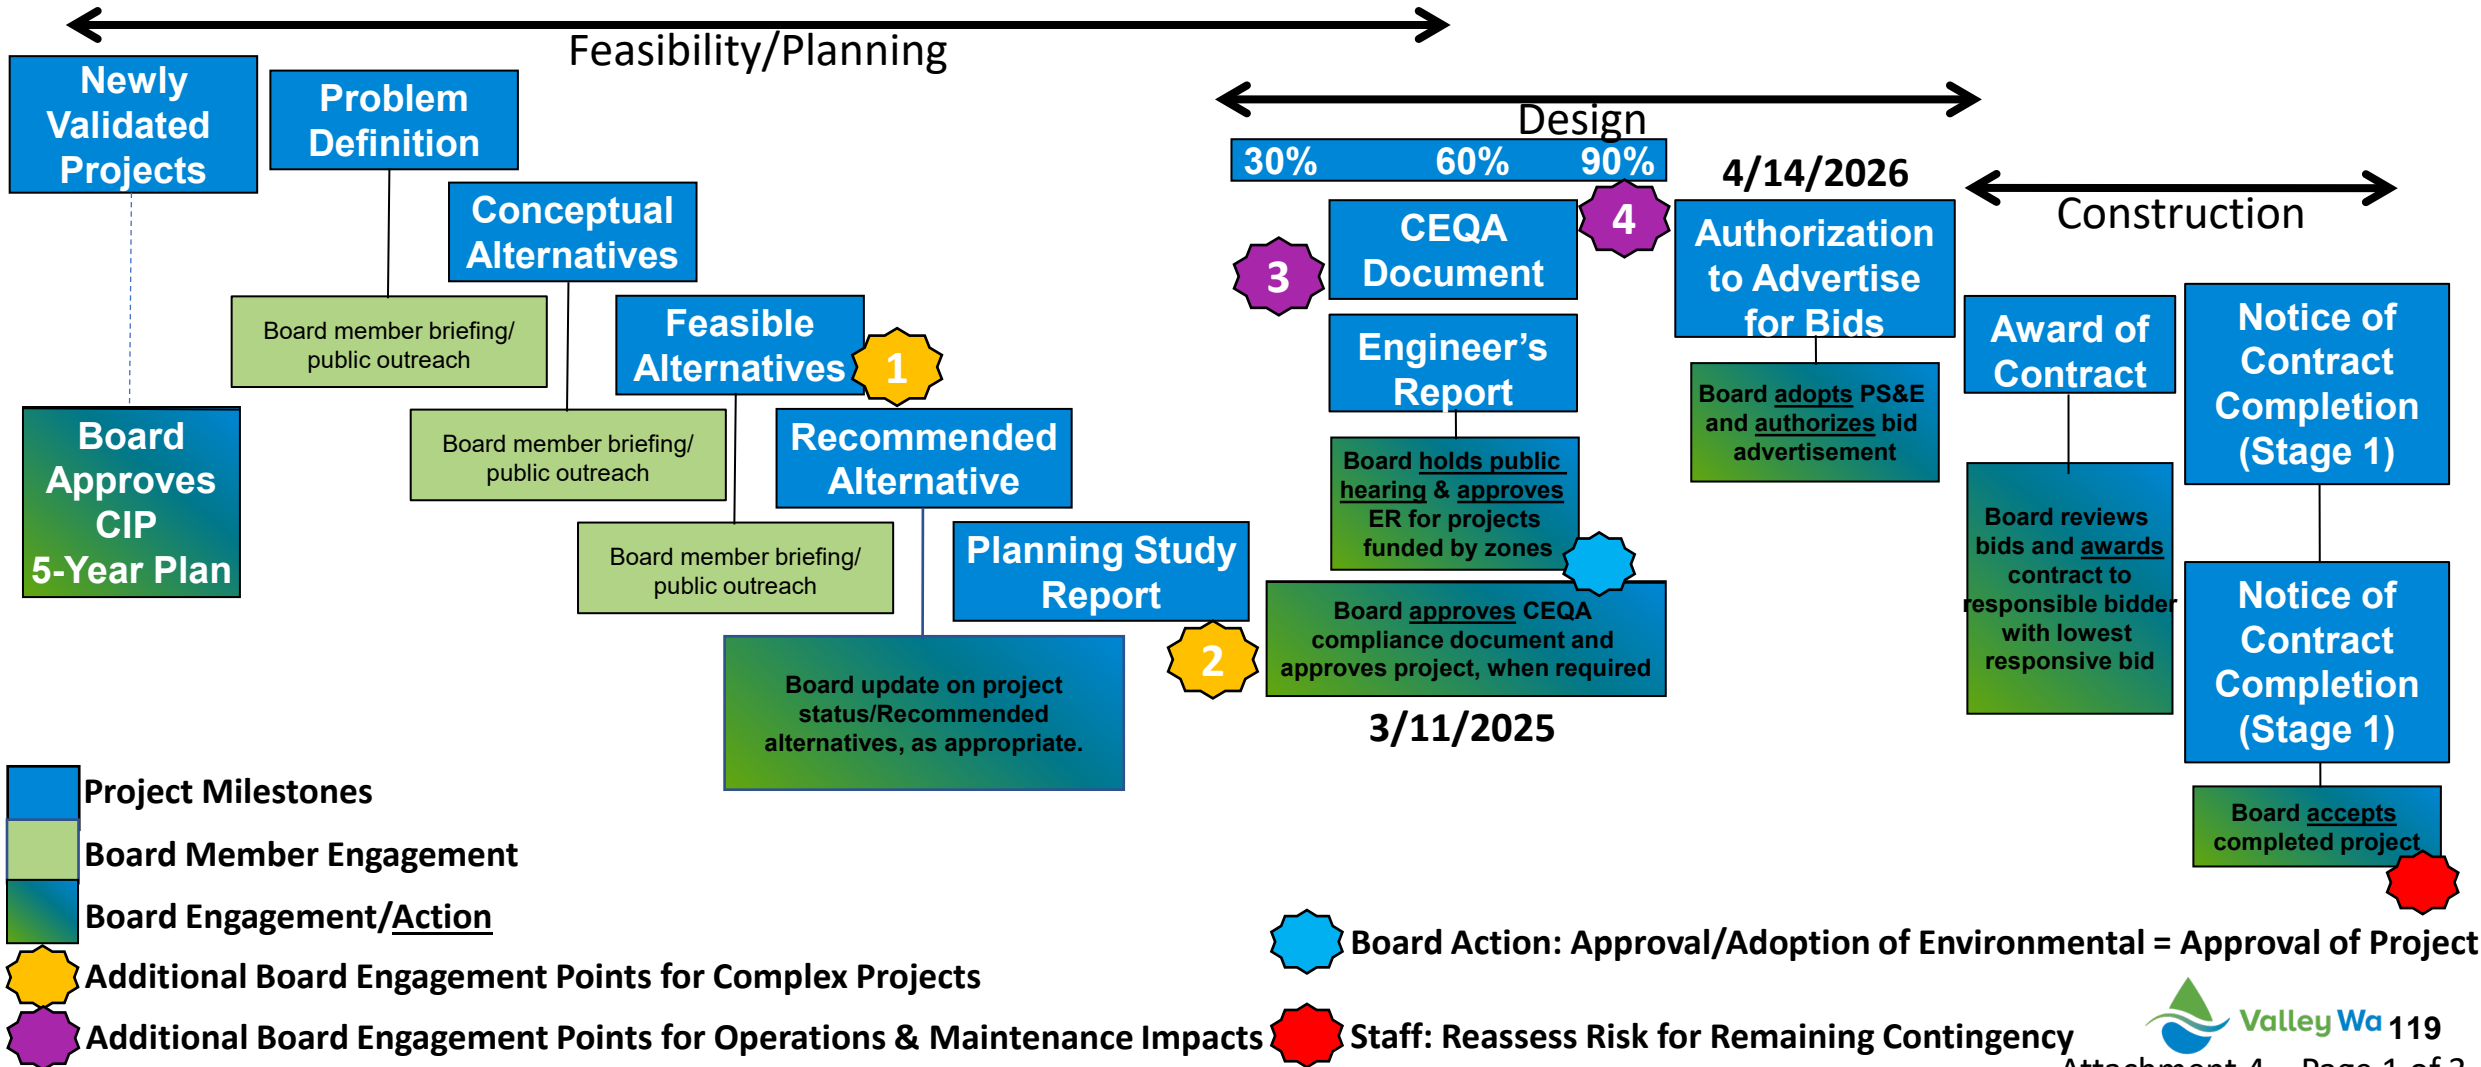 Feasibility/Planning
Newly
Validated
Projects
Board
Approves
CIP
5-Year Plan
Problem
Definition
Board member briefing/
public outreach
Conceptual
Alternatives
Board member briefing/
public outreach
Feasible
Alternatives
1
Board member briefing/
public outreach
Recommended
Alternative
Board update on project
status/Recommended
alternatives, as appropriate.
Planning Study
Report
2
Design
30% 60% 90%
3
4
CEQA
Document
Engineer's
Report
Board holds public
hearing & approves
ER for projects
funded by zones
Board approves CEQA
compliance document and
approves project, when required
3/11/2025
4/14/2026
Authorization
to Advertise
for Bids
Board adopts PS&E
and authorizes bid
advertisement
Construction
Award of
Contract
Board reviews
bids and awards
contract to
responsible bidder
with lowest
responsive bid
Notice of
Contract
Completion
(Stage 1)
Notice of
Contract
Completion
(Stage 1)
Board accepts
completed project
Project Milestones
Board Member Engagement
Board Engagement/Action
Additional Board Engagement Points for Complex Projects
Additional Board Engagement Points for Operations & Maintenance Impacts
Board Action: Approval/Adoption of Environmental = Approval of Project
Staff: Reassess Risk for Remaining Contingency
Valley Wa
119
Attachment 4 Page 1 of 3